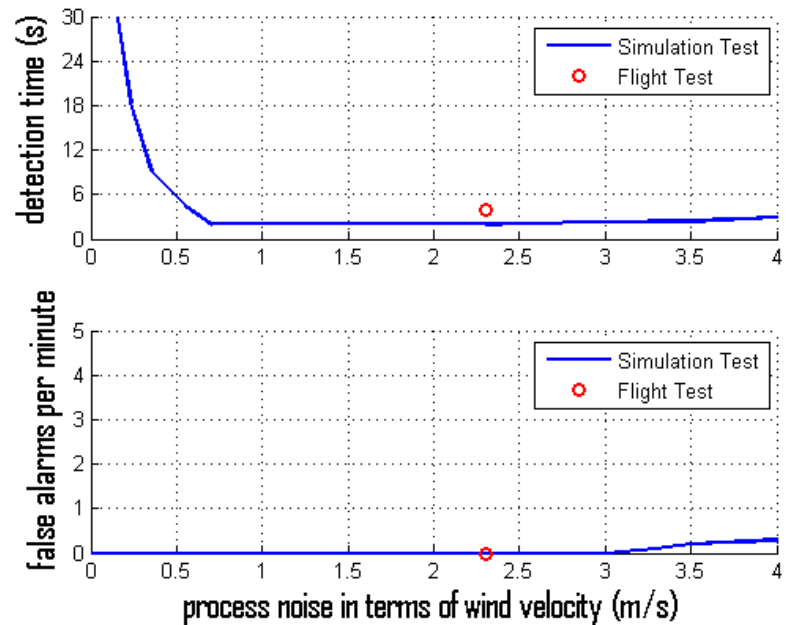 detection time (s)
30
24
18
12
6
0
0 0.5 1 1.5 2 2.5 3 3.5 4
Simulation Test
Flight Test
false alarms per minute
5
4
3
2
1
0
0 0.5 1 1.5 2 2.5 3 3.5 4
Simulation Test
Flight Test
process noise in terms of wind velocity (m/s)